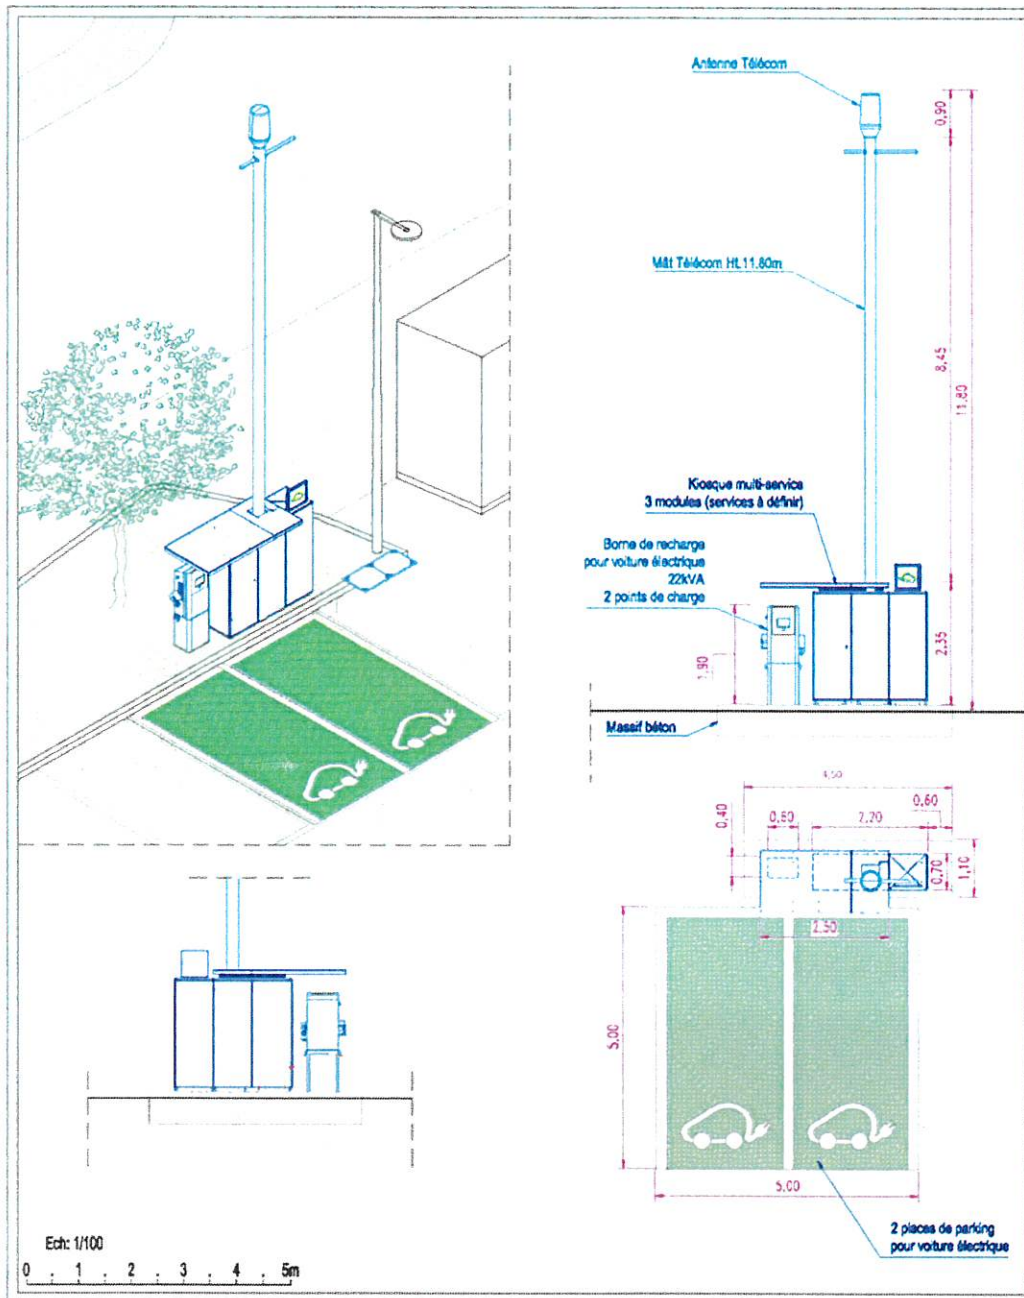 Antenne Télécom
0,90
Mât Télécom Ht.11.80m
8,45
11,80
Kiosque multi-service
3 modules (services à définir)
Borne de recharge
pour voiture électrique
22kVA
2 points de charge
1,90
2,35
Massif béton
4,50
0,60
0,40
0,60
2,20
0,70
1,10
2,50
5,00
5,00
2 places de parking
pour voiture électrique
Ech: 1/100
0 . 1 . 2 . 3 . 4 . 5m